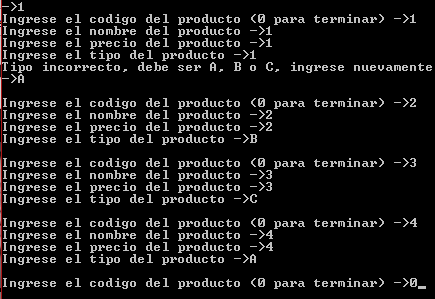 ->1
Ingrese el codigo del producto (0 para terminar) ->1
Ingrese el nombre del producto ->1
Ingrese el precio del producto ->1
Ingrese el tipo del producto ->1
Tipo incorrecto, debe ser A, B o C, ingrese nuevamente
->A
Ingrese el codigo del producto (0 para terminar) ->2
Ingrese el nombre del producto ->2
Ingrese el precio del producto ->2
Ingrese el tipo del producto ->B
Ingrese el codigo del producto (0 para terminar) ->3
Ingrese el nombre del producto ->3
Ingrese el precio del producto ->3
Ingrese el tipo del producto ->C
Ingrese el codigo del producto (0 para terminar) ->4
Ingrese el nombre del producto ->4
Ingrese el precio del producto ->4
Ingrese el tipo del producto ->A
Ingrese el codigo del producto (0 para terminar) ->0_